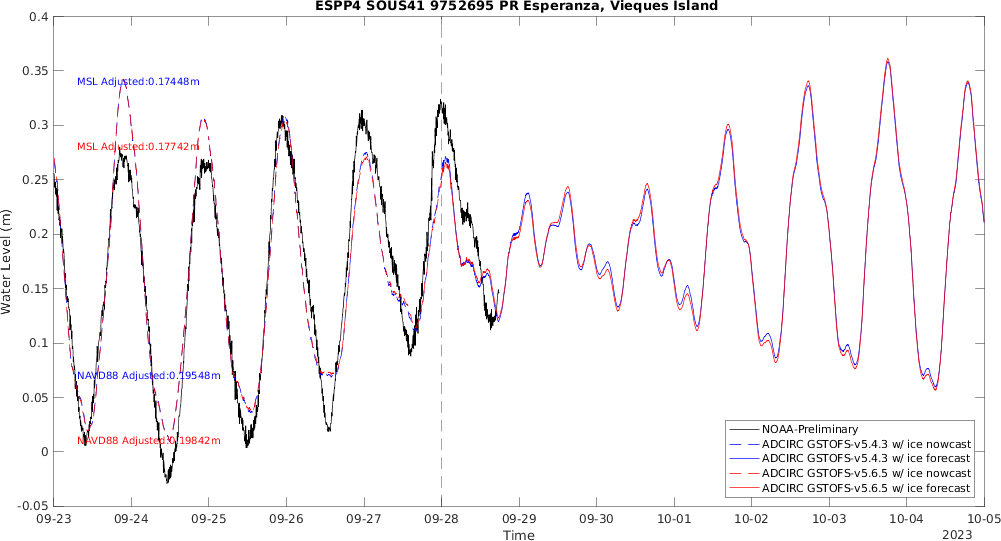 ESPP4 SOUS41 9752695 PR Esperanza, Vieques Island
0.4
0.35
0.3
0.25
0.2
0.15
0.1
0.05
0
-0.05
Water Level (m)
MSL Adjusted:0.17448m
MSL Adjusted:0.17742m
NAVD88 Adjusted:0.19548m
NAVD88 Adjusted:0.19842m
NOAA-Preliminary
ADCIRC GSTOFS-v5.4.3 w/ ice nowcast
ADCIRC GSTOFS-v5.4.3 w/ ice forecast
ADCIRC GSTOFS-v5.6.5 w/ ice nowcast
ADCIRC GSTOFS-v5.6.5 w/ ice forecast
09-23 09-24 09-25 09-26 09-27 09-28 09-29 09-30 10-01 10-02 10-03 10-04 10-05
Time
2023